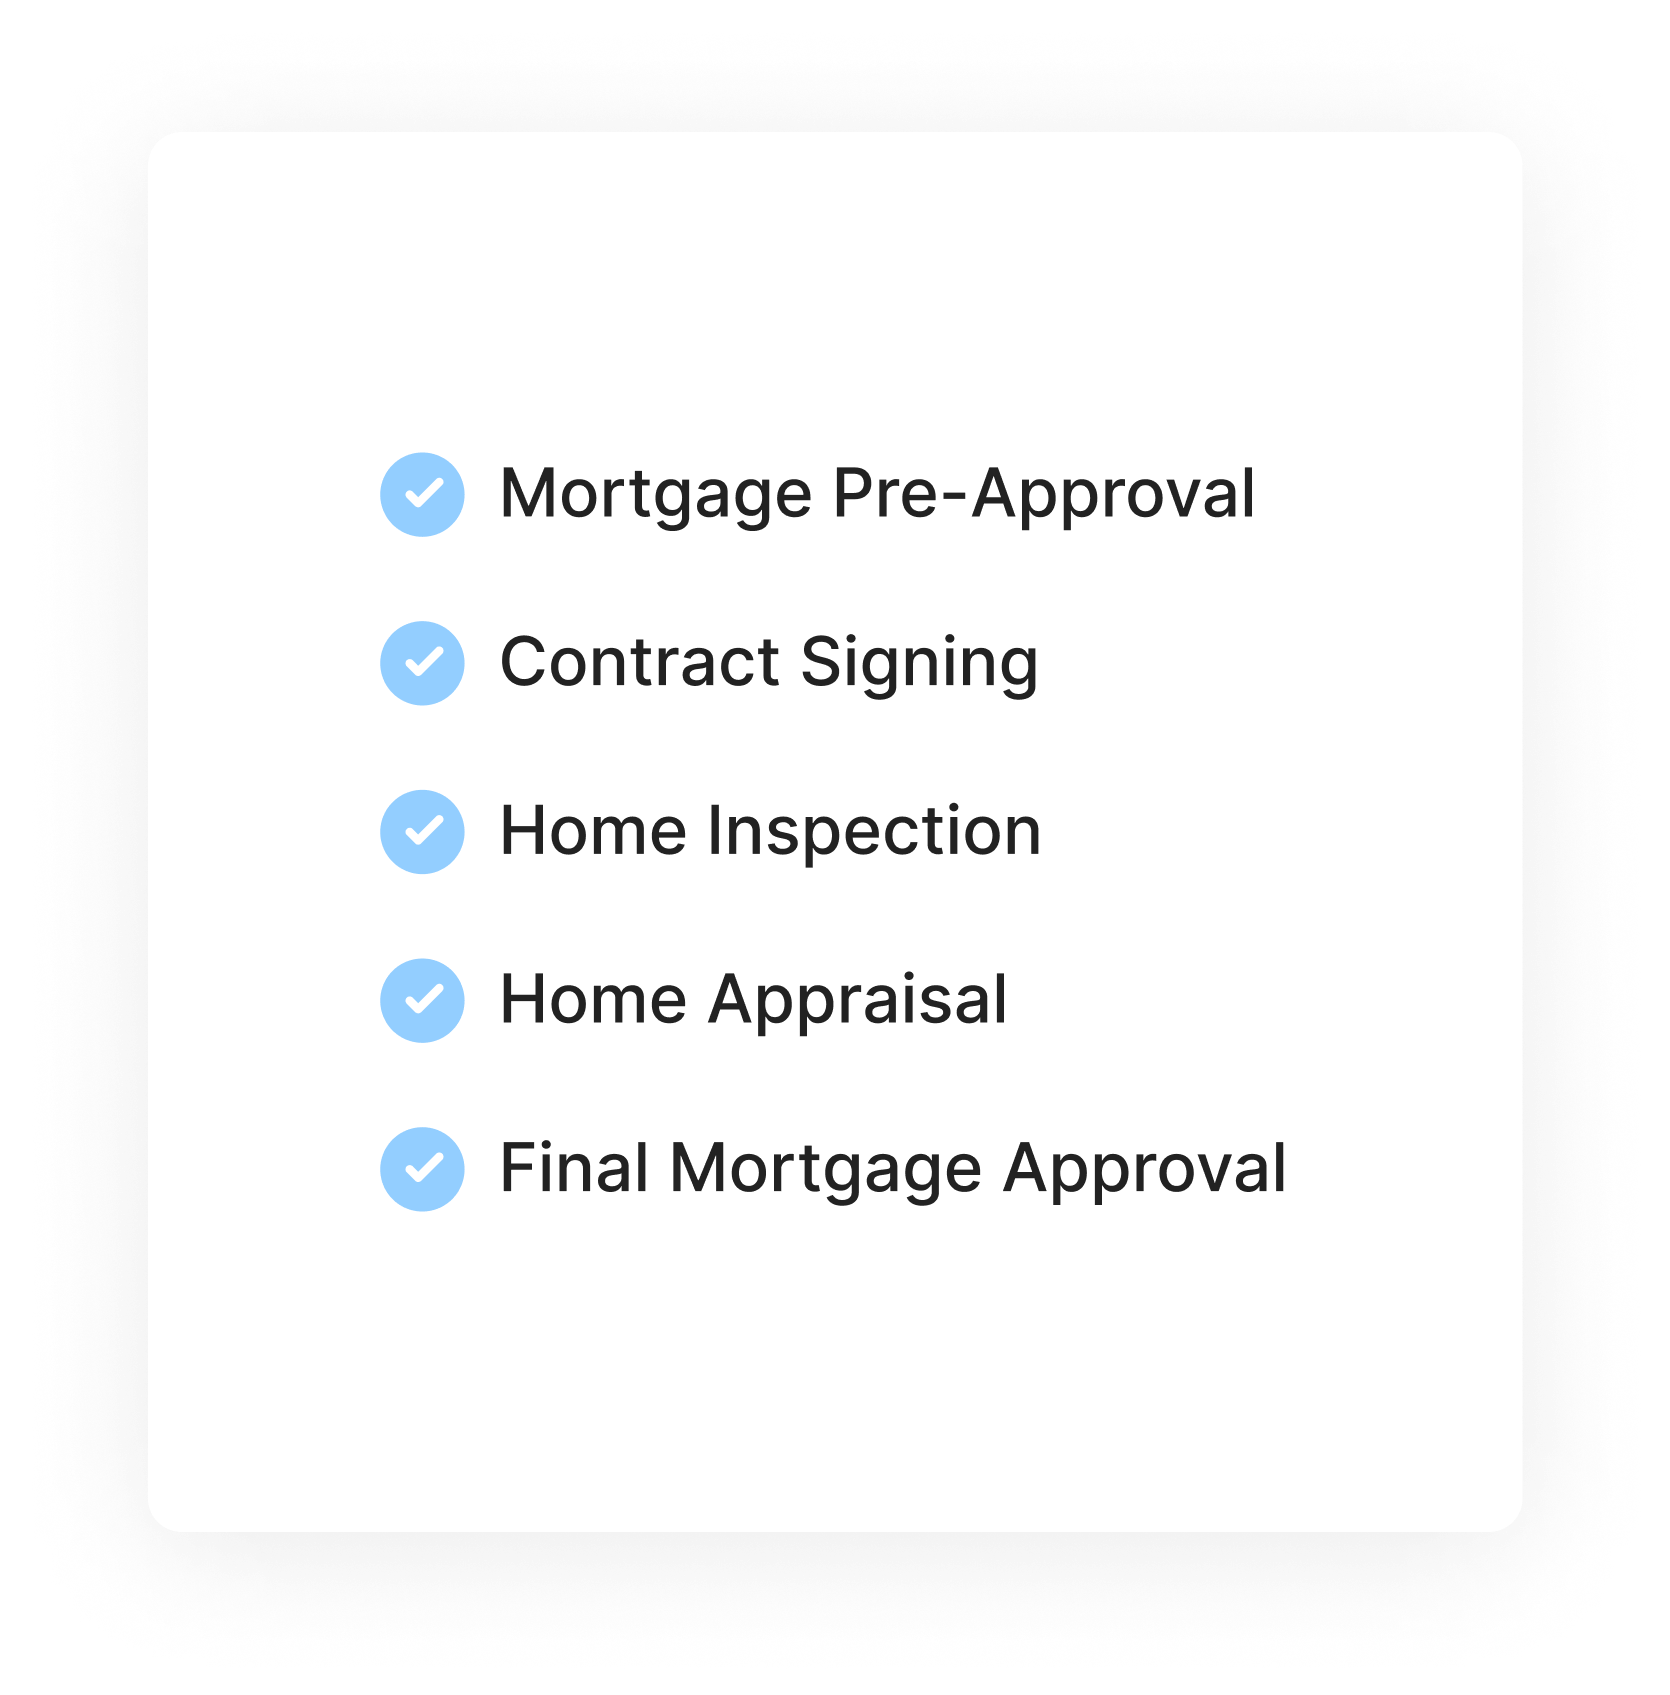 Mortgage Pre-Approval
Contract Signing
Home Inspection
Home Appraisal
Final Mortgage Approval